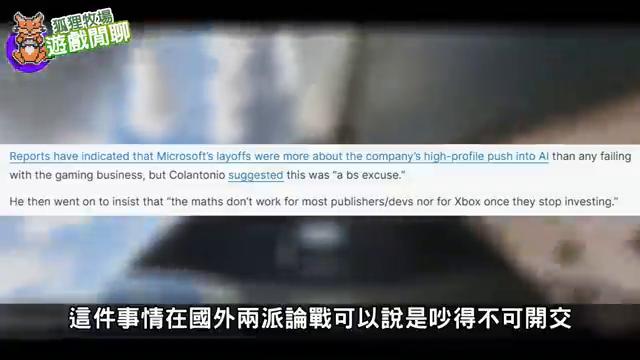 狐狸牧場
遊戲閒聊
Reports have indicated that Microsoft's layoffs were more about the company's high-profile push into AI than any failing
with the gaming business, but Colantonio suggested this was “a bs excuse.”
He then went on to insist that “the maths don't work for most publishers/devs nor for Xbox once they stop investing.”
這件事情在國外兩派論戰可以說是吵得不可開交